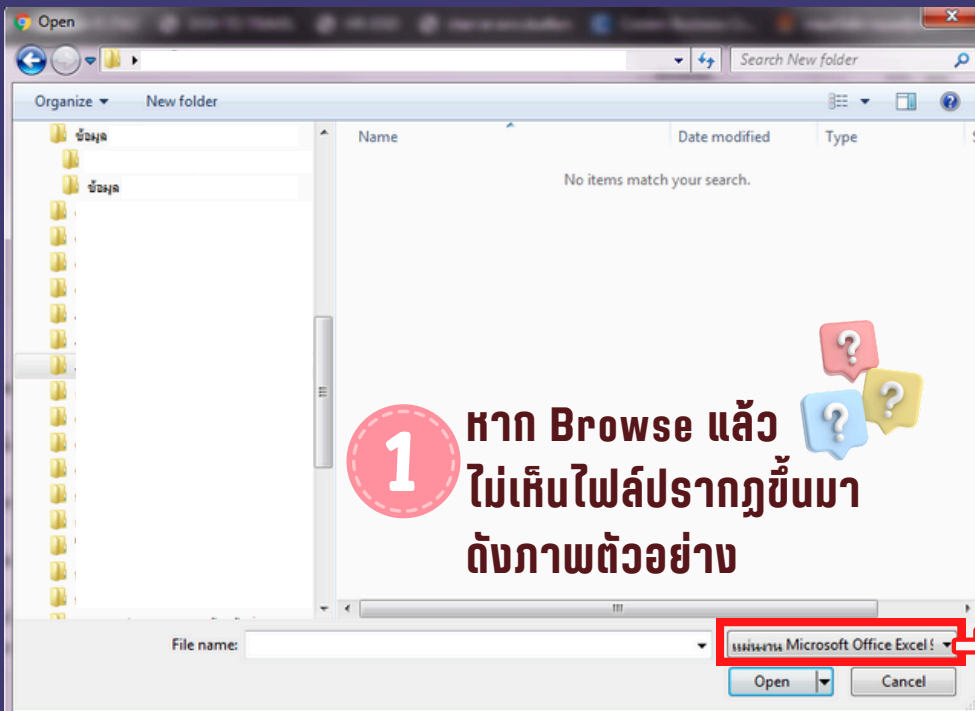 Open
Search New folder
Organize
New folder
ข้อมูล
ข้อมูล
Name
Date modified
Type
No items match your search.
1
หาก Browse แล้ว
ไม่เห็นไฟล์ปรากฏขึ้นมา
ดังภาพตัวอย่าง
File name:
แผ่นงาน Microsoft Office Excel 9
Open
Cancel